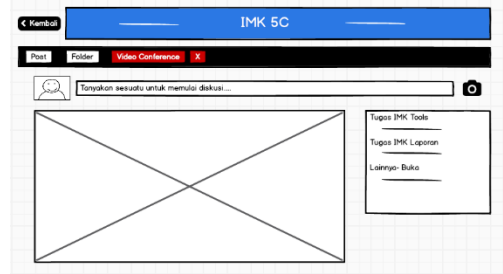 Kembali
IMK 5C
Post Folder Video Conference X
Tanyakan sesuatu untuk memulai diskusi....
Tugas IMK Tools
Tugas IMK Laporan
Lainnya- Buka